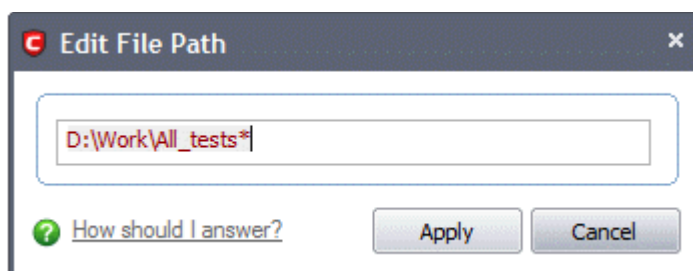 Edit File Path
D:\Work\All_tests*
How should I answer?
Apply
Cancel